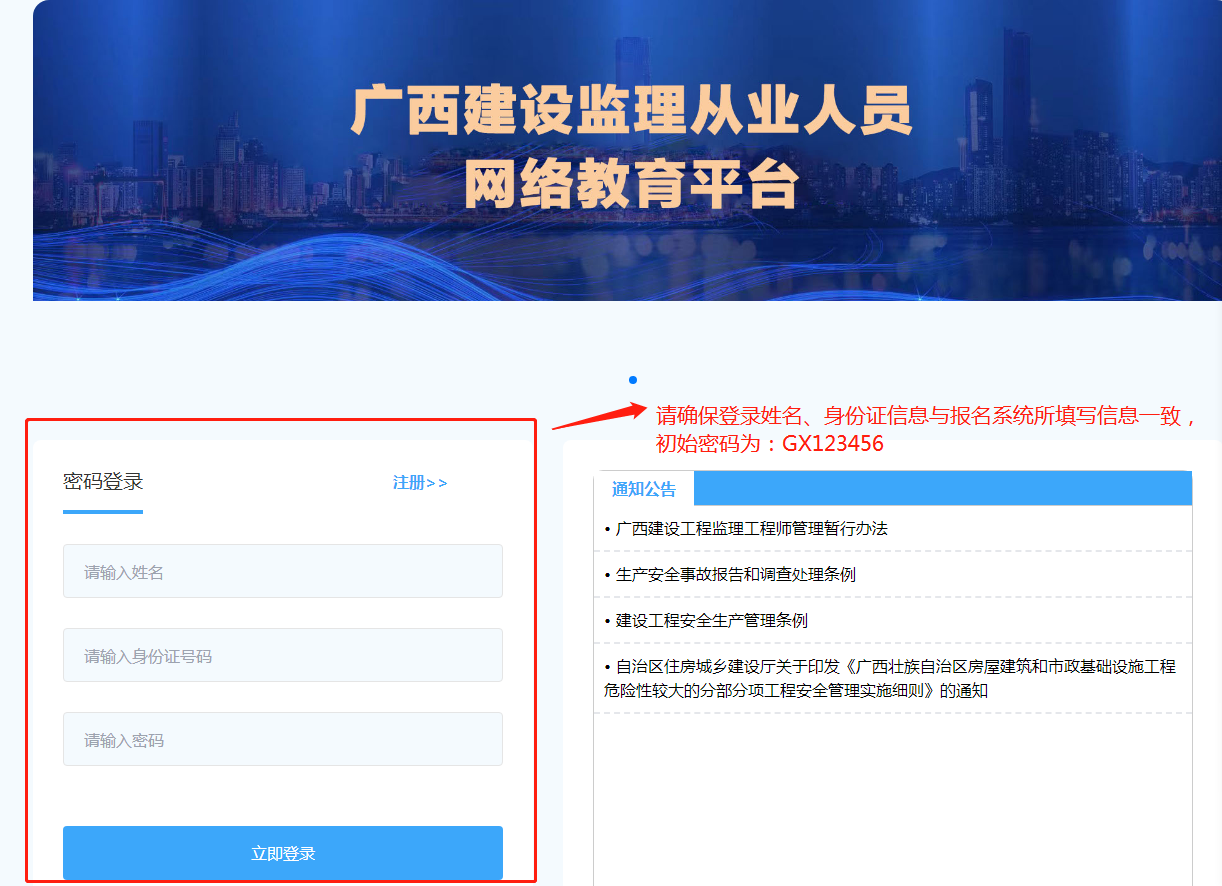 广西建设监理从业人员
网络教育平台
请确保登录姓名、身份证信息与报名系统所填写信息一致，
初始密码为：GX123456
密码登录
注册>>
请输入姓名
请输入身份证号码
请输入密码
立即登录
通知公告
• 广西建设工程监理工程师管理暂行办法
• 生产安全事故报告和调查处理条例
• 建设工程安全生产管理条例
• 自治区住房城乡建设厅关于印发《广西壮族自治区房屋建筑和市政基础设施工程
危险性较大的分部分项工程安全管理实施细则》的通知